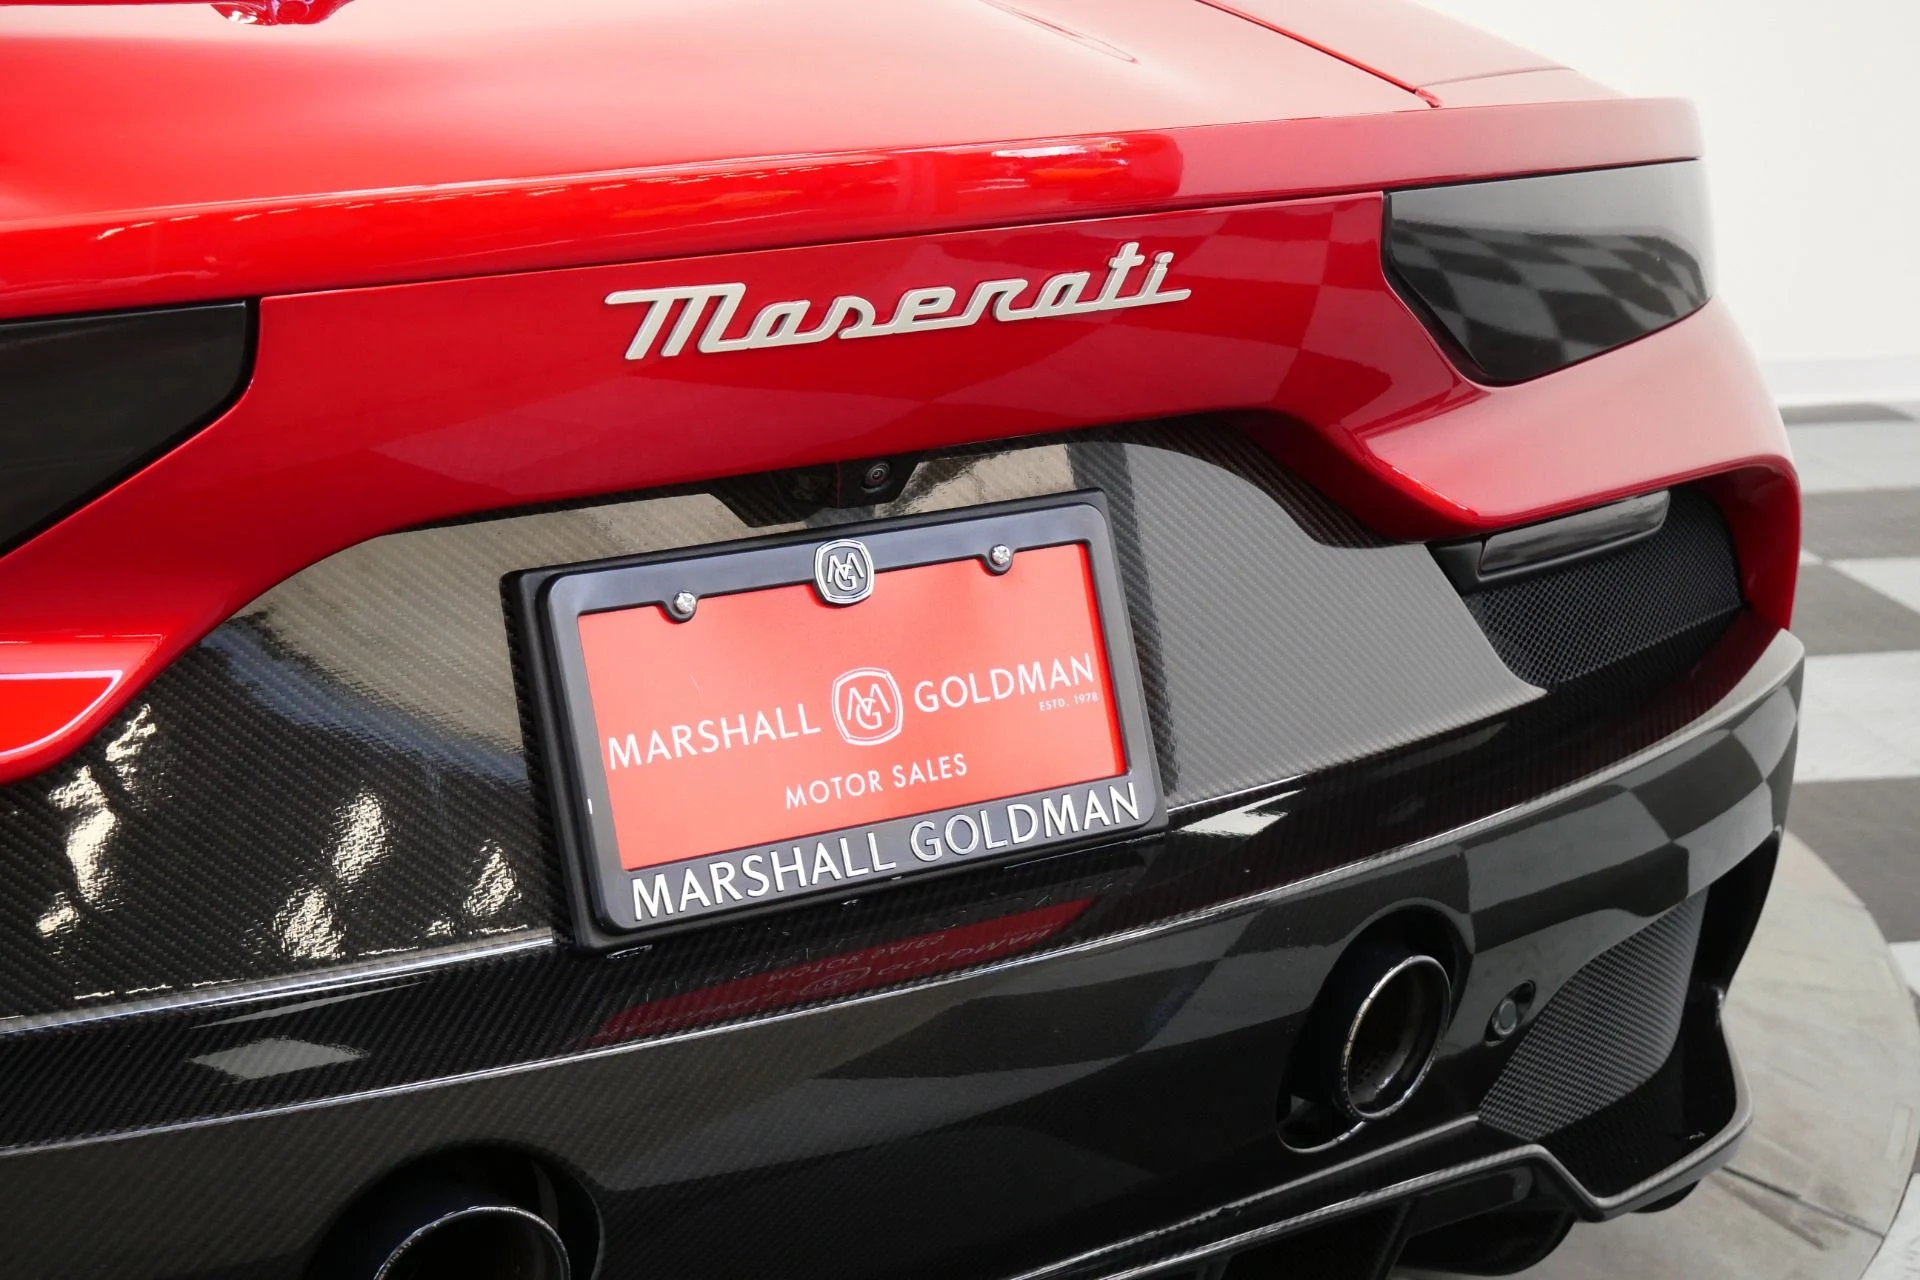 Maserati
MG
MARSHALL MG GOLDMAN
ESTD. 1978
MOTOR SALES
MARSHALL GOLDMAN